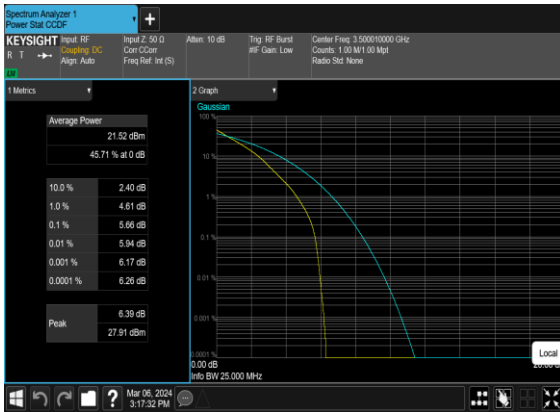 Spectrum Analyzer 1
Power Stat CCDF
+
KEYSIGHT
R T
LXI
Input: RF
Coupling: DC
Align: Auto
Input Z: 50 Ω
Corr CCorr
Freq Ref: Int (S)
Atten: 10 dB
Trig: RF Burst
#IF Gain: Low
Center Freq: 3.500010000 GHz
Counts: 1.00 M/1.00 Mpt
Radio Std: None
1 Metrics
Average Power
21.52 dBm
45.71 % at 0 dB
10.0 % 2.40 dB
1.0 % 4.61 dB
0.1 % 5.66 dB
0.01 % 5.94 dB
0.001 % 6.17 dB
0.0001 % 6.26 dB
Peak
6.39 dB
27.91 dBm
2 Graph
Gaussian
100 %
10 %
1 %
0.1 %
0.01 %
0.001 %
0.0001 %
0.00 dB
Info BW 25.000 MHz
Local
?
Mar 06, 2024
3:17:32 PM